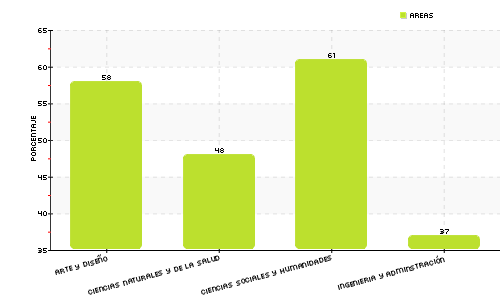 AREAS
65
60
55
50
45
40
35
PORCENTAJE
58
48
61
37
ARTE Y DISEÑO
CIENCIAS NATURALES Y DE LA SALUD
CIENCIAS SOCIALES Y HUMANIDADES
INGENIERIA Y ADMINSTRACIÓN